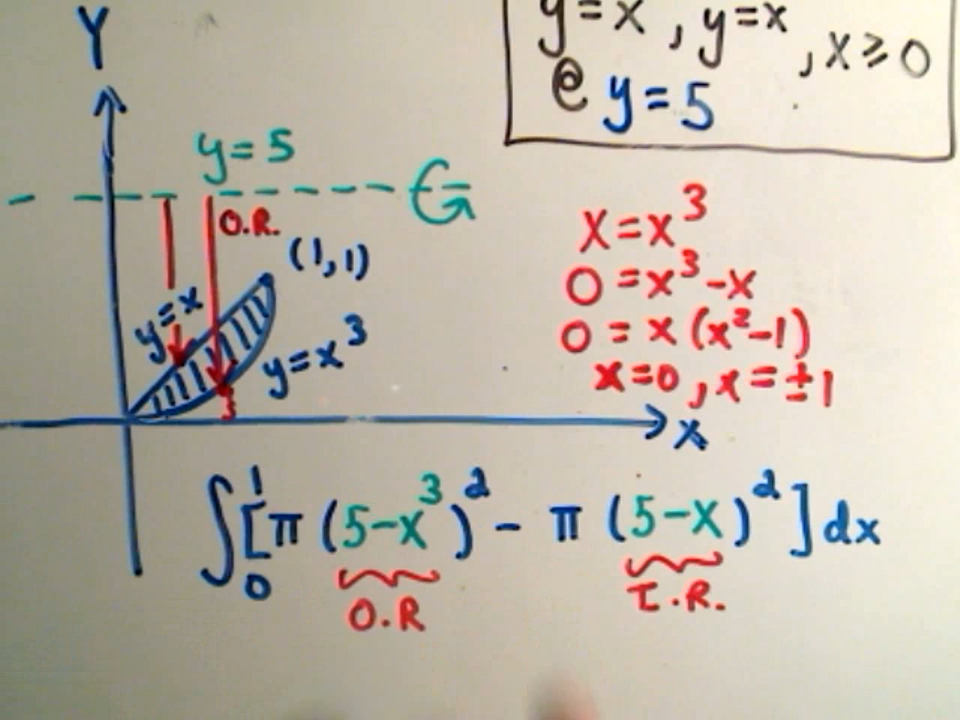 Y
y=x , y=x , x ≥ 0
@ y=5
y=5
O.R.
(1,1)
y=x
y=x³
x
x=x³
0=x³-x
0=x(x²-1)
x=0, x=±1
∫₀¹[π(5-x³)² - π(5-x)²]dx
O.R
I.R.